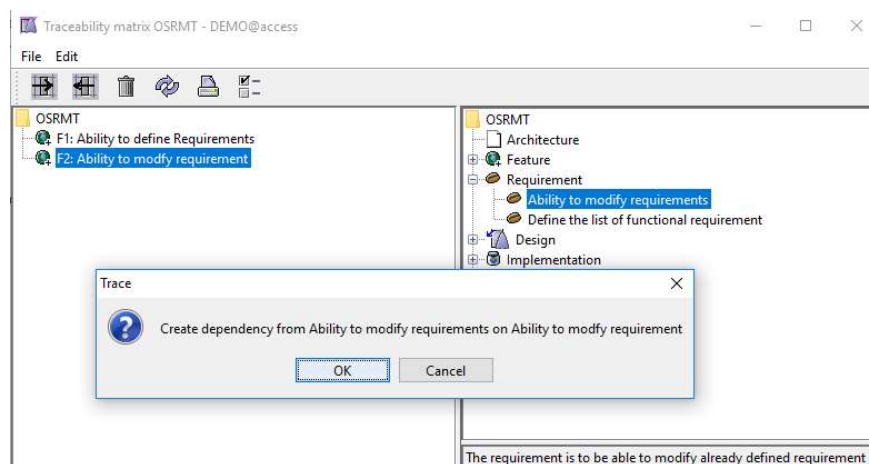 Traceability matrix OSRMT - DEMO@access
File Edit
OSRMT
F1: Ability to define Requirements
F2: Ability to modfy requirement
OSRMT
Architecture
Feature
Requirement
Ability to modify requirements
Define the list of functional requirement
Design
Implementation
Trace
Create dependency from Ability to modify requirements on Ability to modfy requirement
OK Cancel
The requirement is to be able to modify already defined requirement